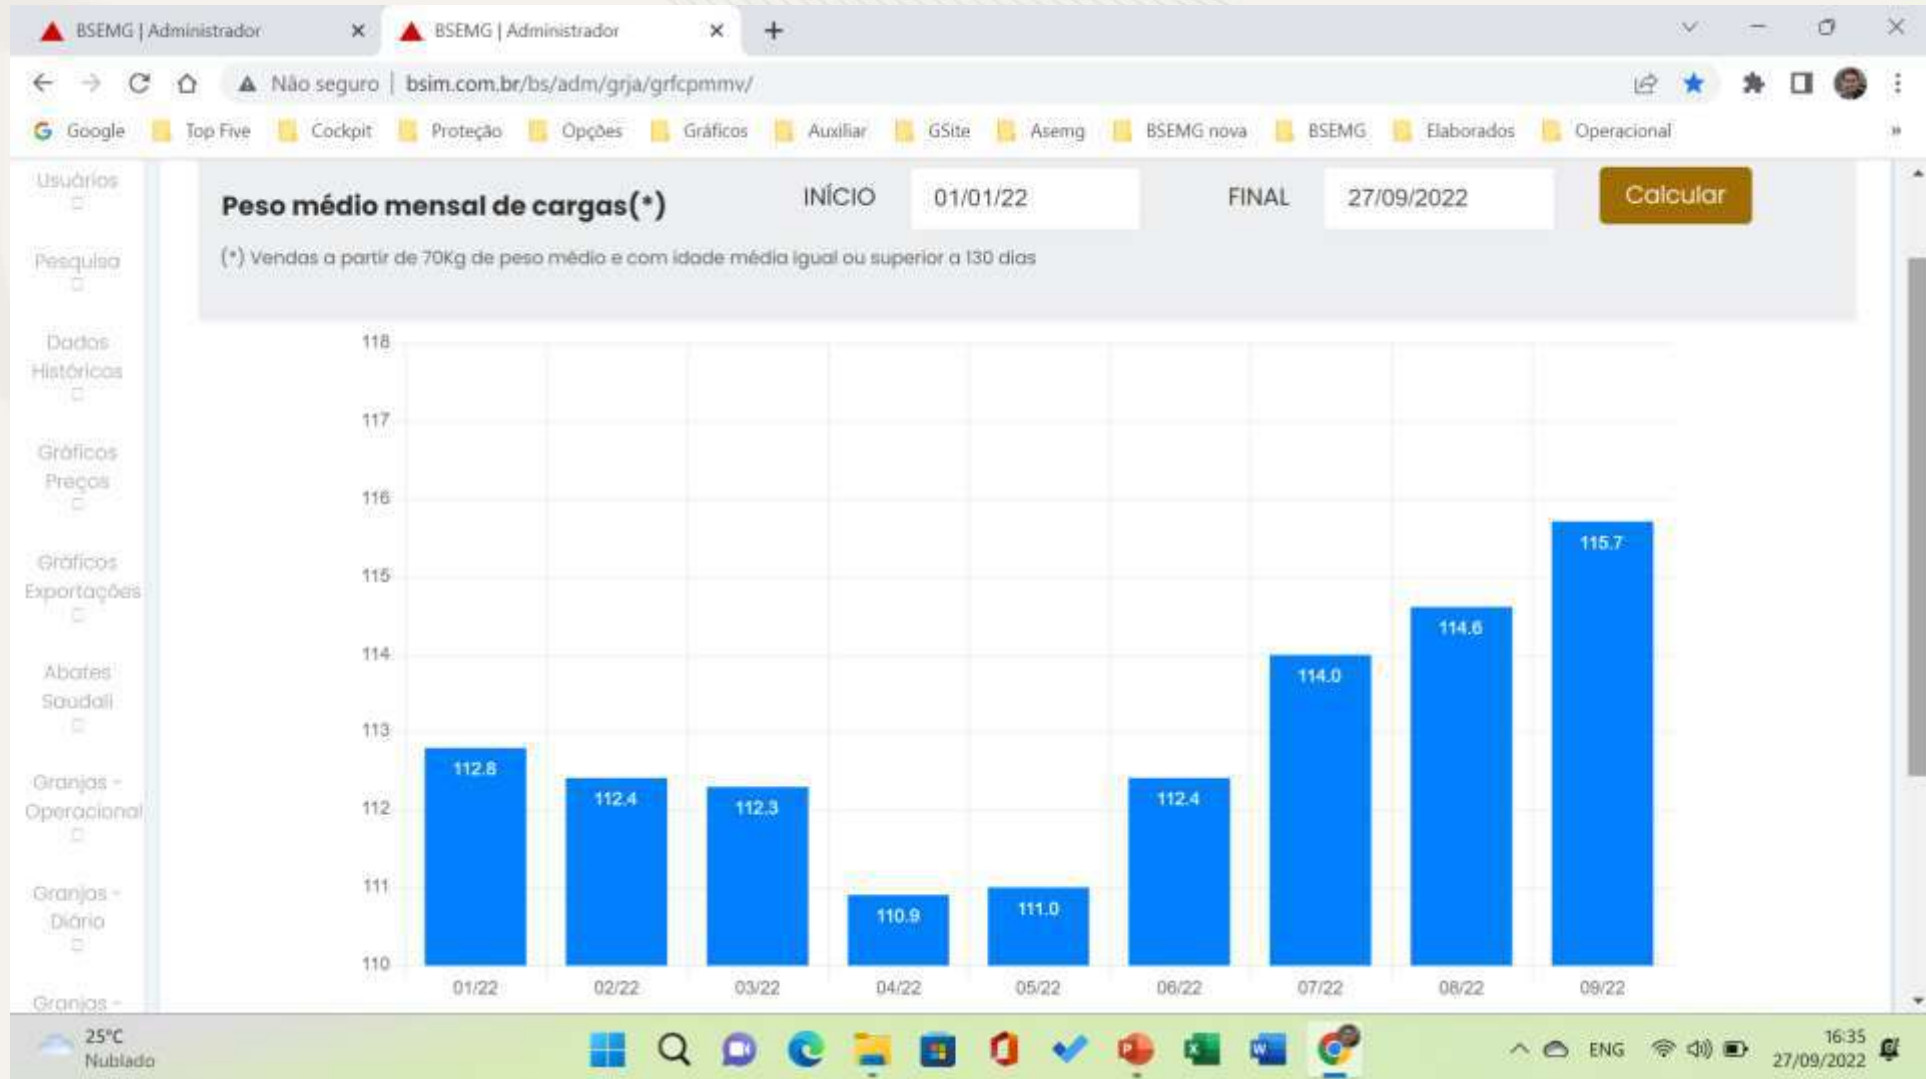 BSEMG | Administrador
BSEMG | Administrador
Não seguro | bsim.com.br/bs/adm/grja/grfcpmmv/
Google Top Five Cockpit Proteção Opções Gráficos Auxiliar GSite Asemg BSEMG nova BSEMG Elaborados Operacional »
Usuários
Pesquisa
Dados
Históricos
Gráficos
Preços
Gráficos
Exportações
Abates
Saudali
Granjas -
Operacional
Granjas -
Diário
Granjas -
Peso médio mensal de cargas(*)
INÍCIO 01/01/22 FINAL 27/09/2022 Calcular
(*) Vendas a partir de 70Kg de peso médio e com idade média igual ou superior a 130 dias
118
117
116
115
114
113
112
111
110
112.8
112.4
112.3
110.9
111.0
112.4
114.0
114.6
115.7
01/22 02/22 03/22 04/22 05/22 06/22 07/22 08/22 09/22
25°C
Nublado
ENG
16:35
27/09/2022